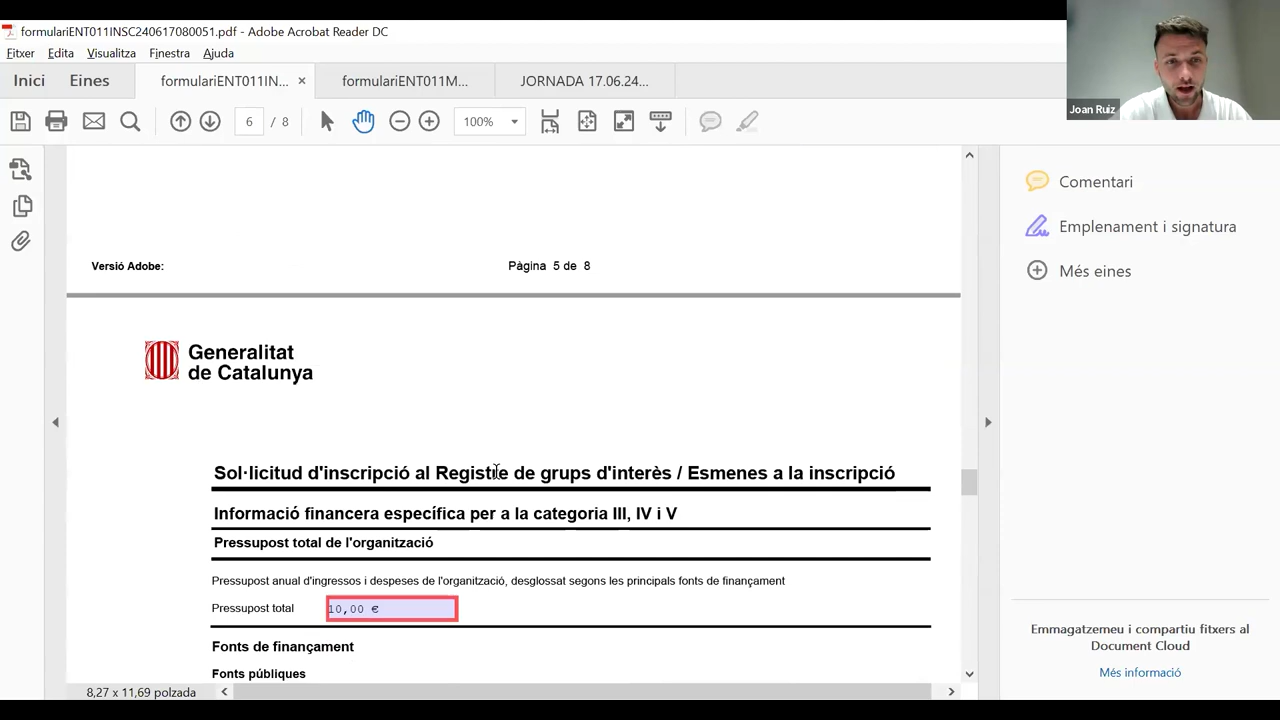 formulariENT011INSC240617080051.pdf - Adobe Acrobat Reader DC
Fitxer Edita Visualitza Finestra Ajuda
Inici Eines formulariENT011IN... × formulariENT011M... JORNADA 17.06.24...
6 / 8 100%
Joan Ruiz
Comentari
Emplenament i signatura
Més eines
Versió Adobe: Pàgina 5 de 8
Generalitat
de Catalunya
Sol·licitud d'inscripció al Registre de grups d'interès / Esmenes a la inscripció
Informació financera específica per a la categoria III, IV i V
Pressupost total de l'organització
Pressupost anual d'ingressos i despeses de l'organització, desglossat segons les principals fonts de finançament
Pressupost total 10,00 €
Fonts de finançament
Fonts públiques
Emmagatzemeu i compartiu fitxers al
Document Cloud
Més informació
8,27 x 11,69 polzada